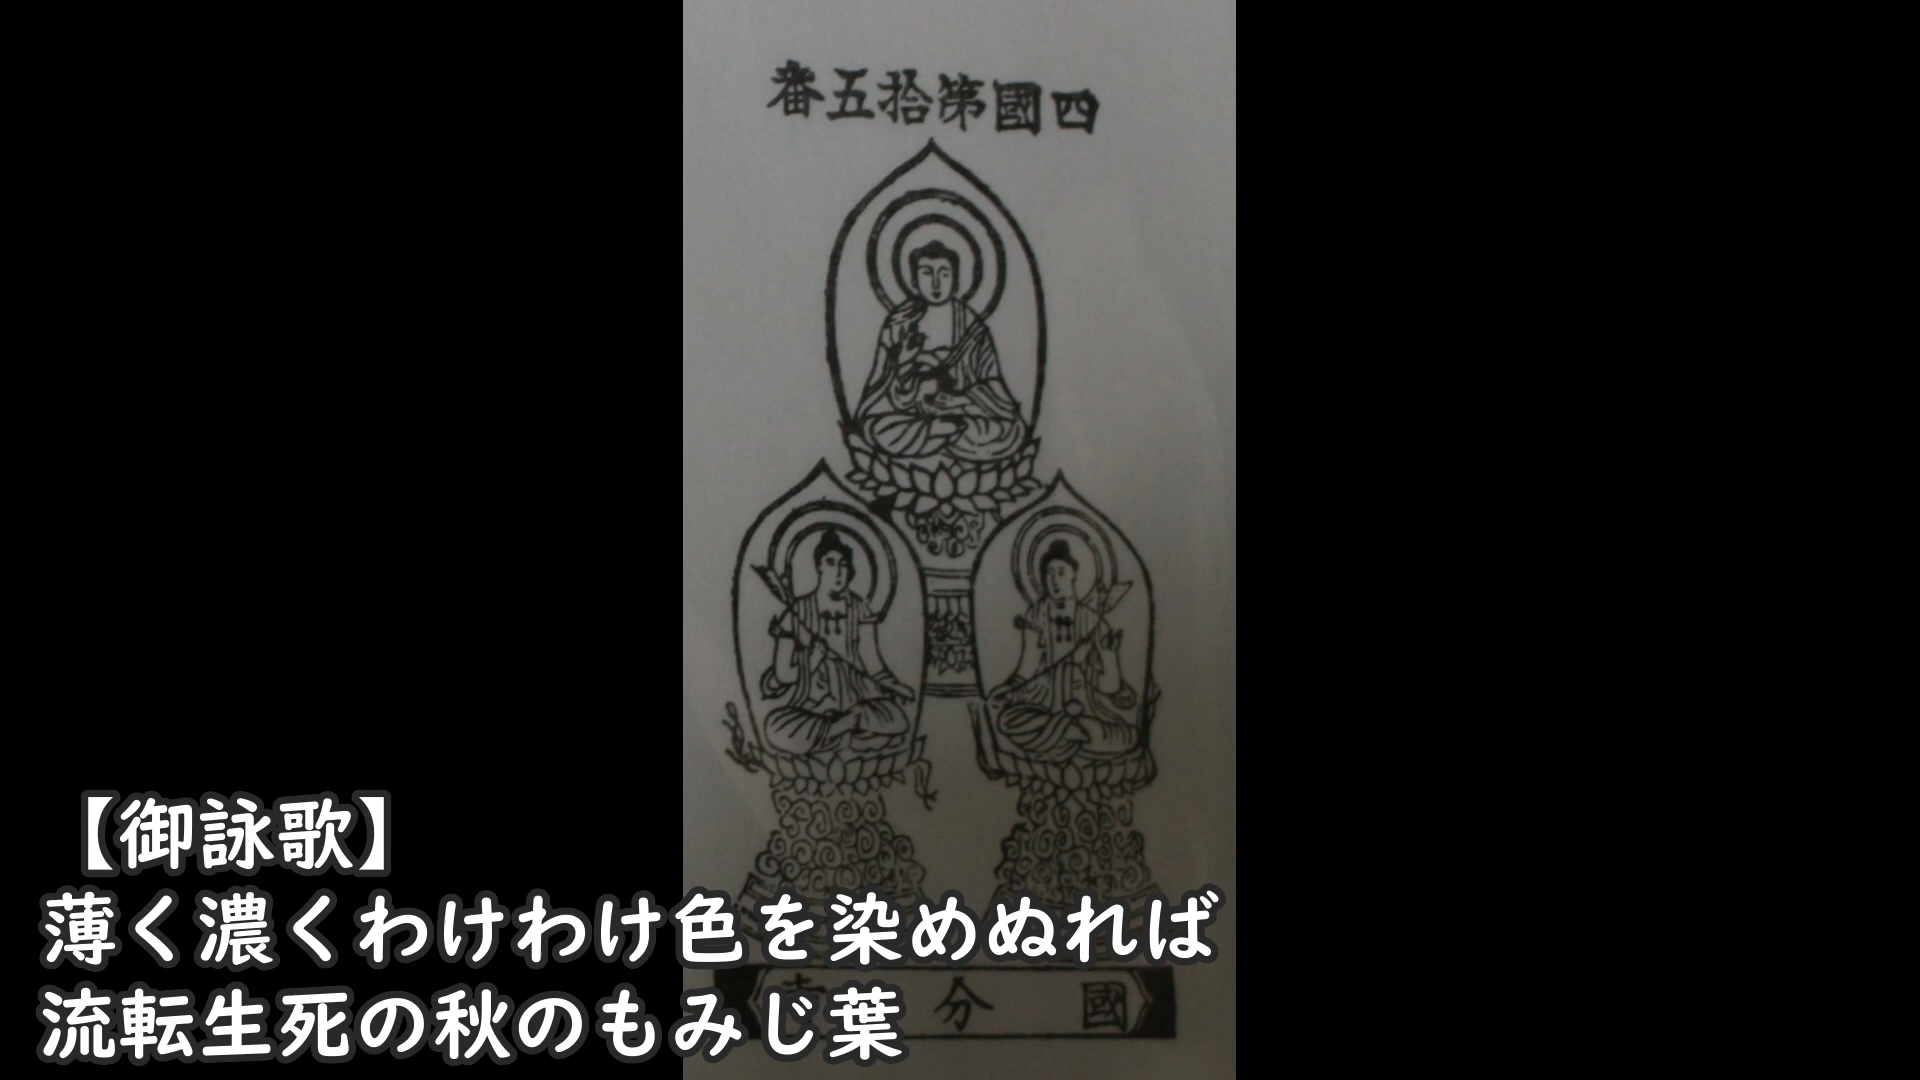 四國第拾五番
【御詠歌】
薄く濃くわけわけ色を染めぬれば
流転生死の秋のもみじ葉
國分寺